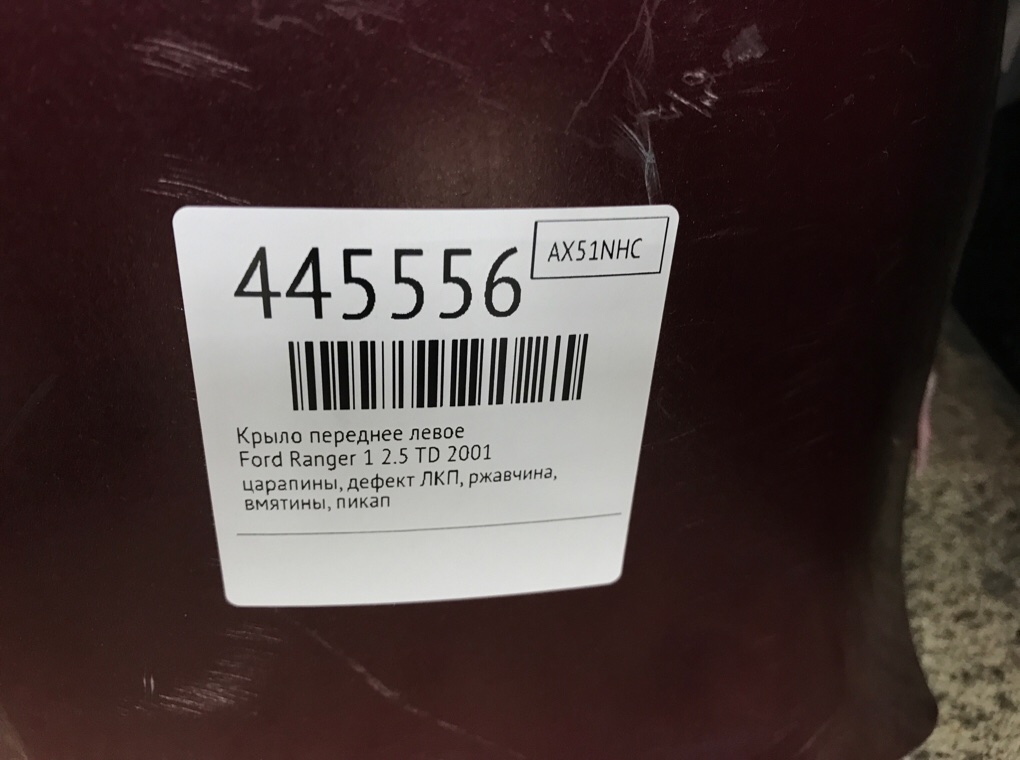 445556
AX51NHC
Крыло переднее левое
Ford Ranger 1 2.5 TD 2001
царапины, дефект ЛКП, ржавчина,
вмятины, пикап